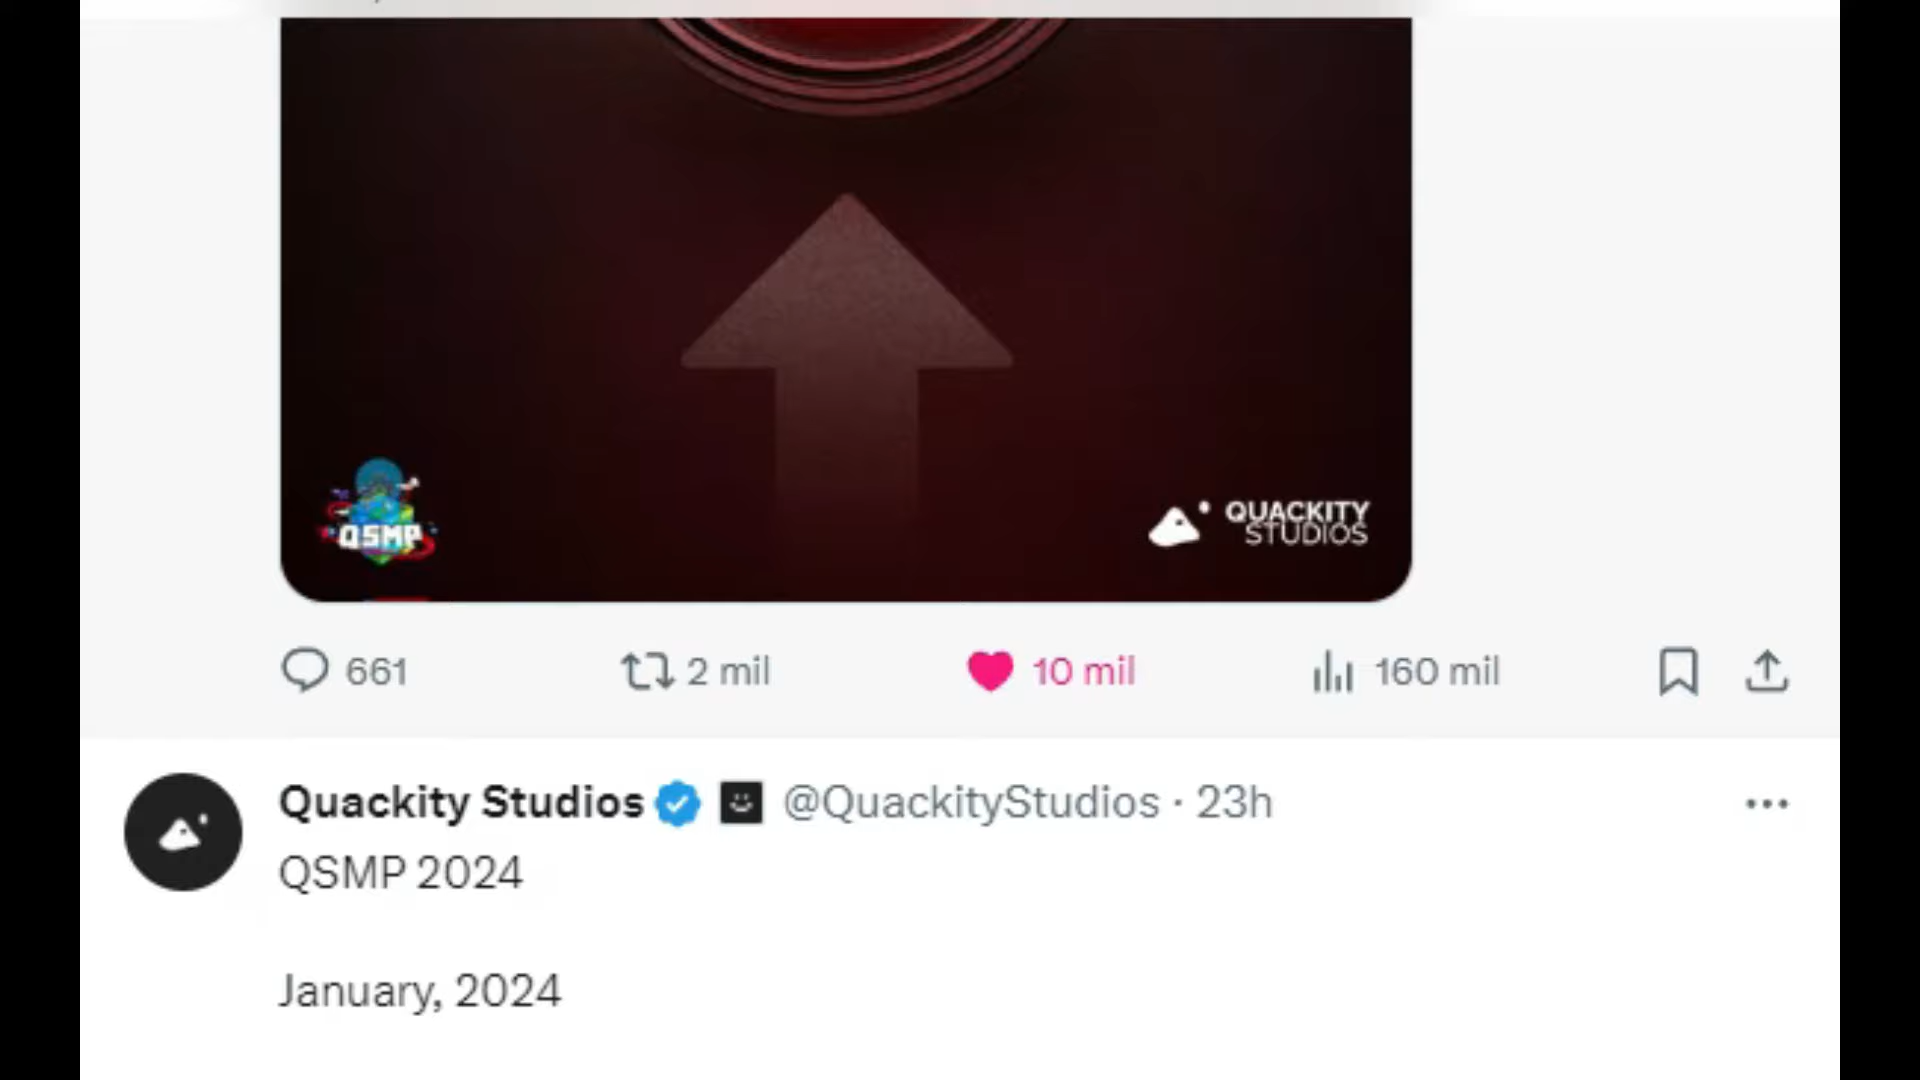 QSMP
QUACKITY
STUDIOS
661
2 mil
10 mil
160 mil
Quackity Studios @QuackityStudios · 23h
QSMP 2024
January, 2024